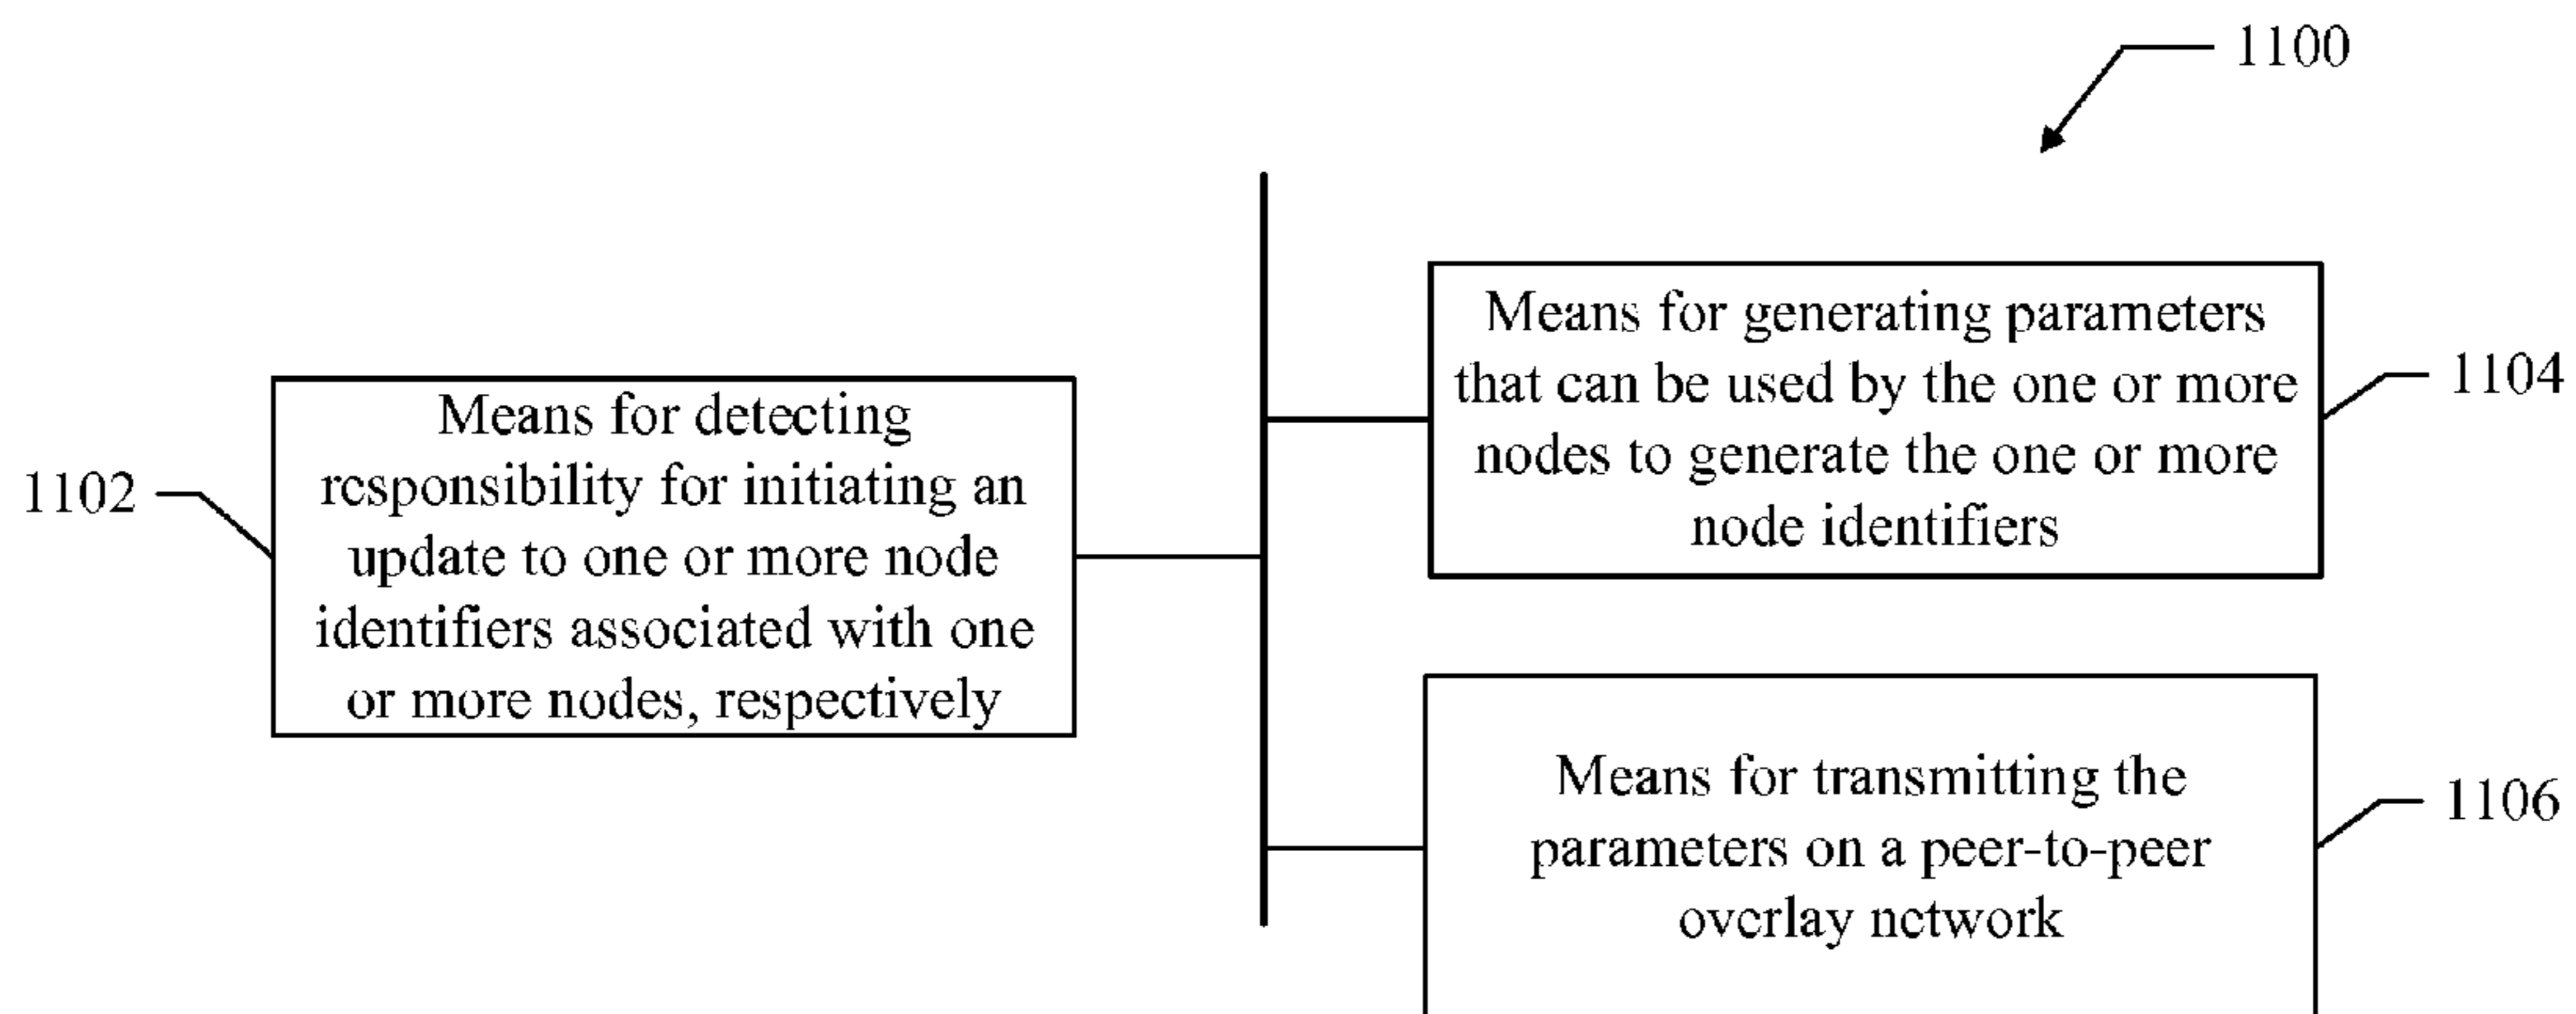 1100
Means for generating parameters
that can be used by the one or more
nodes to generate the one or more
node identifiers
1104
Means for detecting
responsibility for initiating an
update to one or more node
identifiers associated with one
or more nodes, respectively
1102
Means for transmitting the
parameters on a peer-to-peer
overlay network
1106